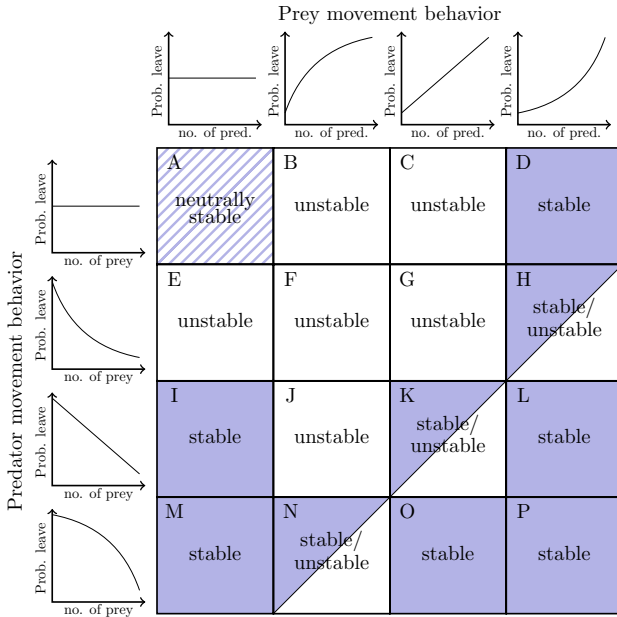 Prey movement behavior
Prob. leave
no. of pred.
Prob. leave
no. of pred.
Prob. leave
no. of pred.
Prob. leave
no. of pred.
Predator movement behavior
Prob. leave
no. of prey
A
neutrally
stable
B
unstable
C
unstable
D
stable
Prob. leave
no. of prey
E
unstable
F
unstable
G
unstable
H
stable/
unstable
Prob. leave
no. of prey
I
stable
J
unstable
K
stable/
unstable
L
stable
Prob. leave
no. of prey
M
stable
N
stable/
unstable
O
stable
P
stable